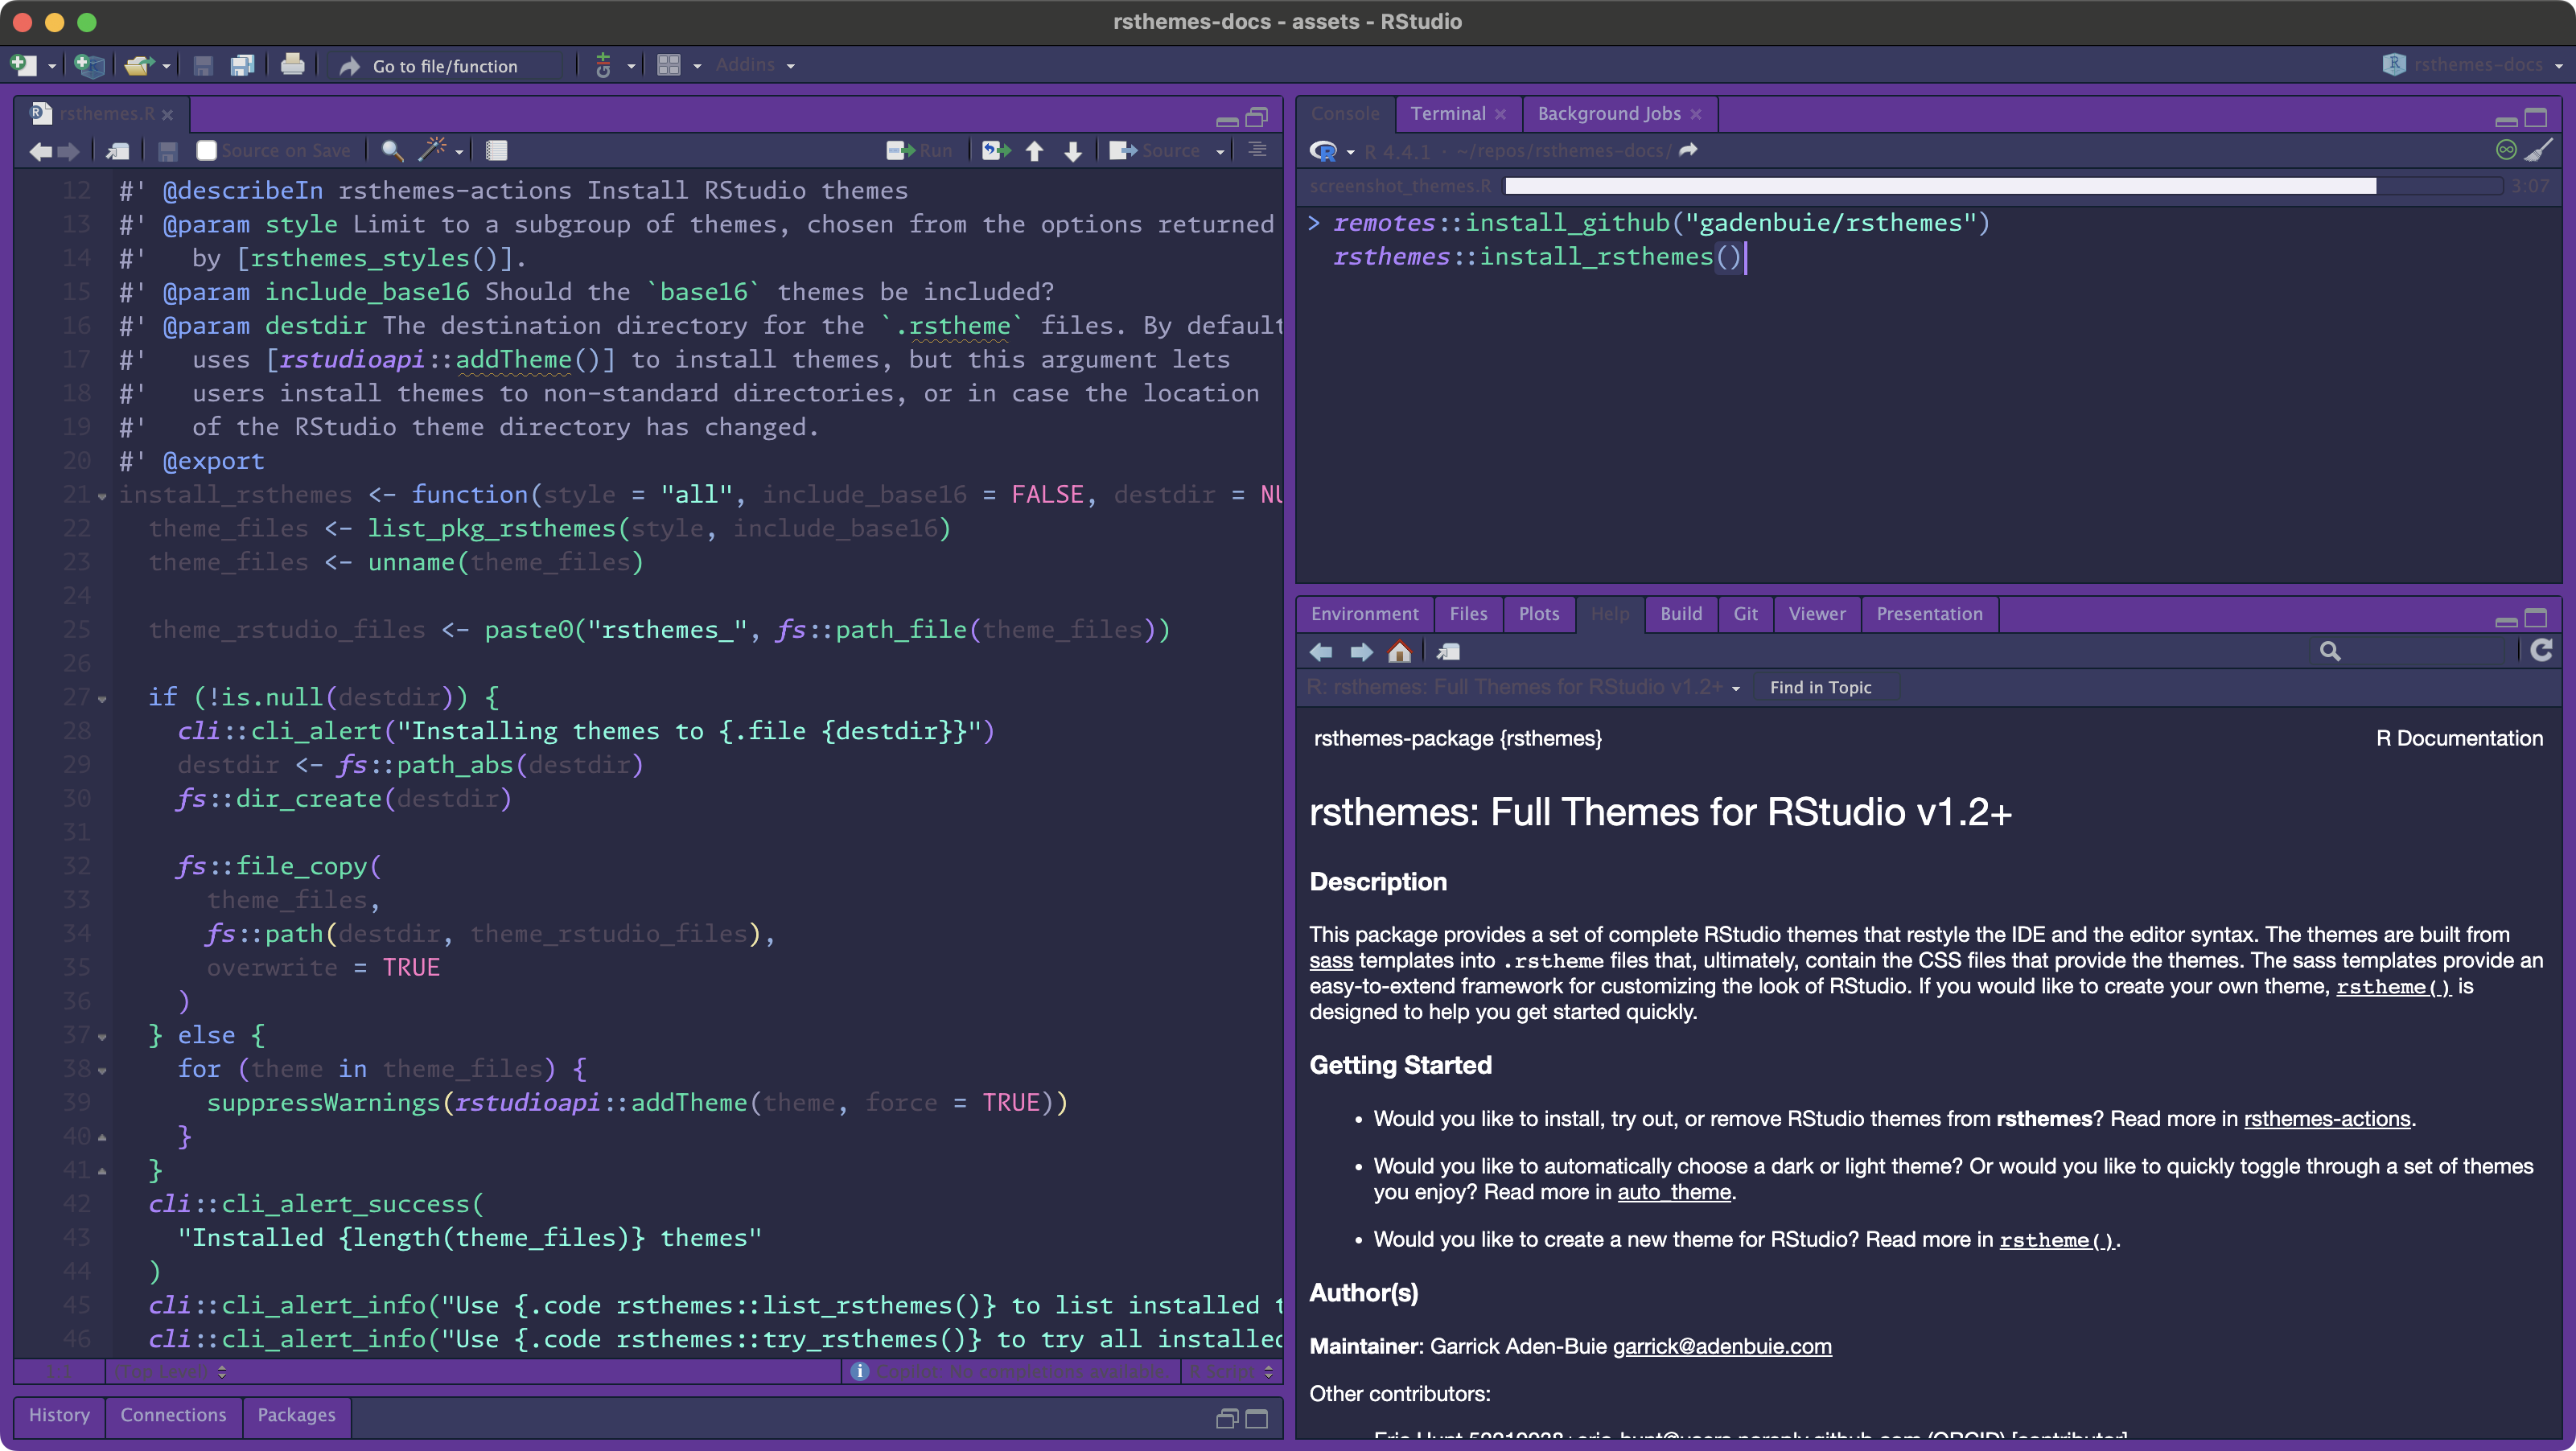 rsthemes-docs - assets - RStudio
Go to file/function
Addins
rsthemes-docs
rsthemes.R
Source on Save
Run
Source
12 #' @describeIn rsthemes-actions Install RStudio themes
13 #' @param style Limit to a subgroup of themes, chosen from the options returned
14 #'   by [rsthemes_styles()].
15 #' @param include_base16 Should the `base16` themes be included?
16 #' @param destdir The destination directory for the `.rstheme` files. By default
17 #'   uses [rstudioapi::addTheme()] to install themes, but this argument lets
18 #'   users install themes to non-standard directories, or in case the location
19 #'   of the RStudio theme directory has changed.
20 #' @export
21 install_rsthemes <- function(style = "all", include_base16 = FALSE, destdir = NU
22   theme_files <- list_pkg_rsthemes(style, include_base16)
23   theme_files <- unname(theme_files)
24
25   theme_rstudio_files <- paste0("rsthemes_", fs::path_file(theme_files))
26
27   if (!is.null(destdir)) {
28     cli::cli_alert("Installing themes to {.file {destdir}}")
29     destdir <- fs::path_abs(destdir)
30     fs::dir_create(destdir)
31
32     fs::file_copy(
33       theme_files,
34       fs::path(destdir, theme_rstudio_files),
35       overwrite = TRUE
36     )
37   } else {
38     for (theme in theme_files) {
39       suppressWarnings(rstudioapi::addTheme(theme, force = TRUE))
40     }
41   }
42   cli::cli_alert_success(
43     "Installed {length(theme_files)} themes"
44   )
45   cli::cli_alert_info("Use {.code rsthemes::list_rsthemes()} to list installed t
46   cli::cli_alert_info("Use {.code rsthemes::try_rsthemes()} to try all installed
History
Connections
Packages
Console
Terminal
Background Jobs
R 4.4.1 · ~/repos/rsthemes-docs/
screenshot_themes.R
3:07
> remotes::install_github("gadenbuie/rsthemes")
rsthemes::install_rsthemes()
Environment
Files
Plots
Help
Build
Git
Viewer
Presentation
R: rsthemes: Full Themes for RStudio v1.2+
Find in Topic
rsthemes-package {rsthemes}
R Documentation
rsthemes: Full Themes for RStudio v1.2+
Description
This package provides a set of complete RStudio themes that restyle the IDE and the editor syntax. The themes are built from
sass templates into .rstheme files that, ultimately, contain the CSS files that provide the themes. The sass templates provide an
easy-to-extend framework for customizing the look of RStudio. If you would like to create your own theme, rstheme() is
designed to help you get started quickly.
Getting Started
• Would you like to install, try out, or remove RStudio themes from rsthemes? Read more in rsthemes-actions.
• Would you like to automatically choose a dark or light theme? Or would you like to quickly toggle through a set of themes
you enjoy? Read more in auto_theme.
• Would you like to create a new theme for RStudio? Read more in rstheme().
Author(s)
Maintainer: Garrick Aden-Buie garrick@adenbuie.com
Other contributors: